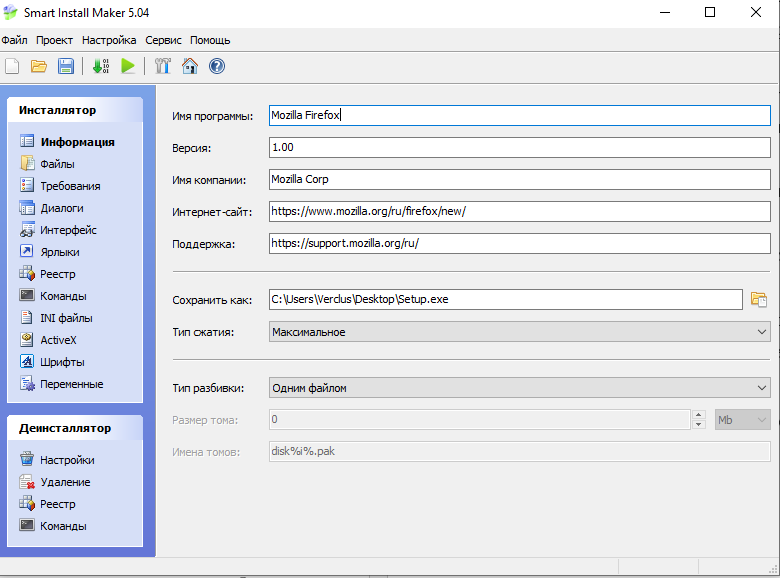 Smart Install Maker 5.04
Файл Проект Настройка Сервис Помощь
Инсталлятор
Информация
Файлы
Требования
Диалоги
Интерфейс
Ярлыки
Реестр
Команды
INI файлы
ActiveX
Шрифты
Переменные
Деинсталлятор
Настройки
Удаление
Реестр
Команды
Имя программы: Mozilla Firefox
Версия: 1.00
Имя компании: Mozilla Corp
Интернет-сайт: https://www.mozilla.org/ru/firefox/new/
Поддержка: https://support.mozilla.org/ru/
Сохранить как: C:\Users\Verclus\Desktop\Setup.exe
Тип сжатия: Максимальное
Тип разбивки: Одним файлом
Размер тома: 0 Mb
Имена томов: disk%i%.pak